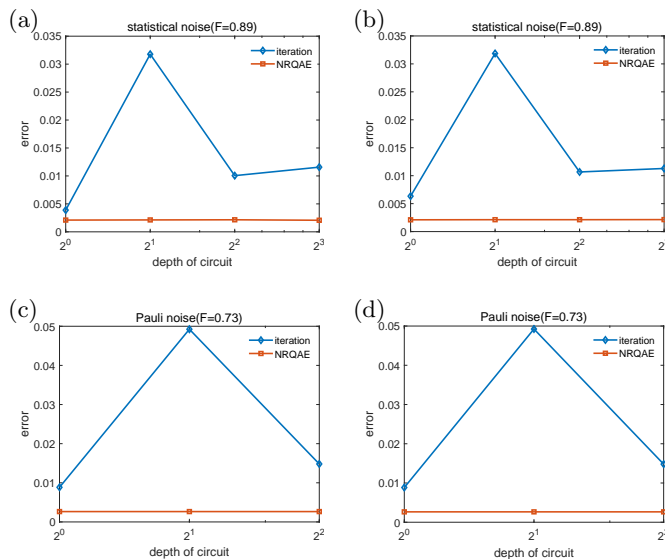 (a)
statistical noise(F=0.89)
0.035
0.03
0.025
0.02
0.015
0.01
0.005
0
error
iteration
NRQAE
2^0
2^1
2^2
2^3
depth of circuit
(b)
statistical noise(F=0.89)
0.035
0.03
0.025
0.02
0.015
0.01
0.005
0
error
iteration
NRQAE
2^0
2^1
2^2
depth of circuit
(c)
Pauli noise(F=0.73)
0.05
0.04
0.03
0.02
0.01
0
error
iteration
NRQAE
2^0
2^1
2^2
depth of circuit
(d)
Pauli noise(F=0.73)
0.05
0.04
0.03
0.02
0.01
0
error
iteration
NRQAE
2^0
2^1
depth of circuit